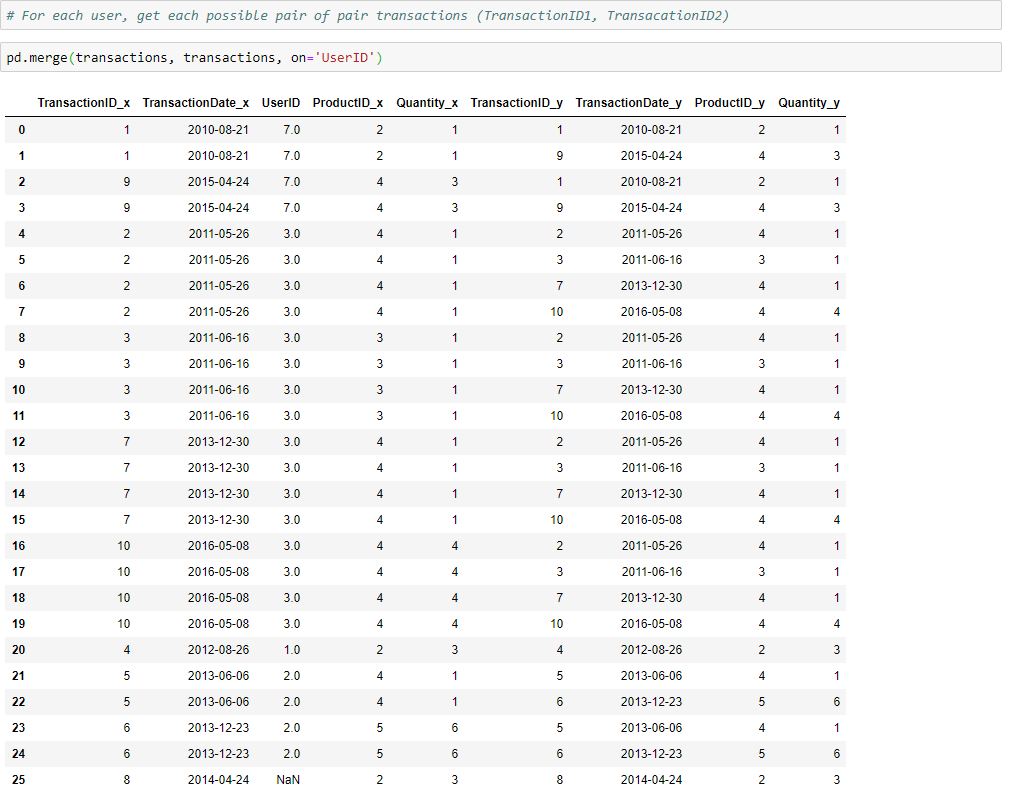 # For each user, get each possible pair of pair transactions (TransactionID1, TransacationID2)
pd.merge(transactions, transactions, on='UserID')
TransactionID_x TransactionDate_x UserID ProductID_x Quantity_x TransactionID_y TransactionDate_y ProductID_y Quantity_y
0 1 2010-08-21 7.0 2 1 1 2010-08-21 2 1
1 1 2010-08-21 7.0 2 1 9 2015-04-24 4 3
2 9 2015-04-24 7.0 4 3 1 2010-08-21 2 1
3 9 2015-04-24 7.0 4 3 9 2015-04-24 4 3
4 2 2011-05-26 3.0 4 1 2 2011-05-26 4 1
5 2 2011-05-26 3.0 4 1 3 2011-06-16 3 1
6 2 2011-05-26 3.0 4 1 7 2013-12-30 4 1
7 2 2011-05-26 3.0 4 1 10 2016-05-08 4 4
8 3 2011-06-16 3.0 3 1 2 2011-05-26 4 1
9 3 2011-06-16 3.0 3 1 3 2011-06-16 3 1
10 3 2011-06-16 3.0 3 1 7 2013-12-30 4 1
11 3 2011-06-16 3.0 3 1 10 2016-05-08 4 4
12 7 2013-12-30 3.0 4 1 2 2011-05-26 4 1
13 7 2013-12-30 3.0 4 1 3 2011-06-16 3 1
14 7 2013-12-30 3.0 4 1 7 2013-12-30 4 1
15 7 2013-12-30 3.0 4 1 10 2016-05-08 4 4
16 10 2016-05-08 3.0 4 4 2 2011-05-26 4 1
17 10 2016-05-08 3.0 4 4 3 2011-06-16 3 1
18 10 2016-05-08 3.0 4 4 7 2013-12-30 4 1
19 10 2016-05-08 3.0 4 4 10 2016-05-08 4 4
20 4 2012-08-26 1.0 2 3 4 2012-08-26 2 3
21 5 2013-06-06 2.0 4 1 5 2013-06-06 4 1
22 5 2013-06-06 2.0 4 1 6 2013-12-23 5 6
23 6 2013-12-23 2.0 5 6 5 2013-06-06 4 1
24 6 2013-12-23 2.0 5 6 6 2013-12-23 5 6
25 8 2014-04-24 NaN 2 3 8 2014-04-24 2 3